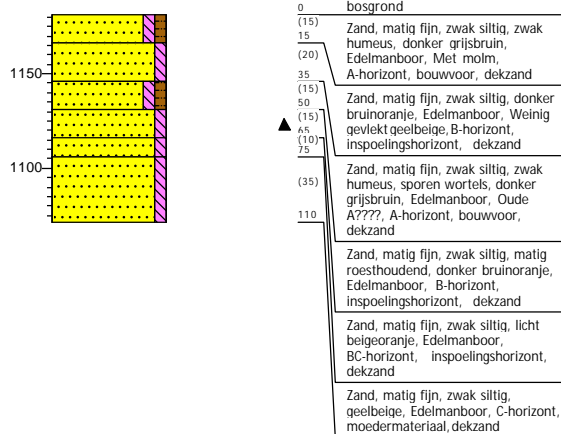 0 bosgrond
(15)
15
(20)
35
(15)
50
(15)
65
(10)
75
(35)
110
1150
1100
Zand, matig fijn, zwak siltig, zwak
humeus, donker grijsbruin,
Edelmanboor, Met molm,
A-horizont, bouwvoor, dekzand
Zand, matig fijn, zwak siltig, donker
bruinoranje, Edelmanboor, Weinig
gevlekt geelbeige, B-horizont,
inspoelingshorizont, dekzand
Zand, matig fijn, zwak siltig, zwak
humeus, sporen wortels, donker
grijsbruin, Edelmanboor, Oude
A????, A-horizont, bouwvoor,
dekzand
Zand, matig fijn, zwak siltig, matig
roesthoudend, donker bruinoranje,
Edelmanboor, B-horizont,
inspoelingshorizont, dekzand
Zand, matig fijn, zwak siltig, licht
beigeoranje, Edelmanboor,
BC-horizont, inspoelingshorizont,
dekzand
Zand, matig fijn, zwak siltig,
geelbeige, Edelmanboor, C-horizont,
moedermateriaal, dekzand